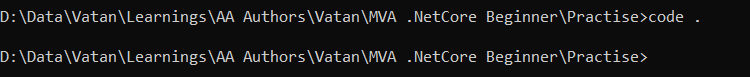 D:\Data\Vatan\Learnings\AA Authors\Vatan\MVA .NetCore Beginner\Practise>code .
D:\Data\Vatan\Learnings\AA Authors\Vatan\MVA .NetCore Beginner\Practise>